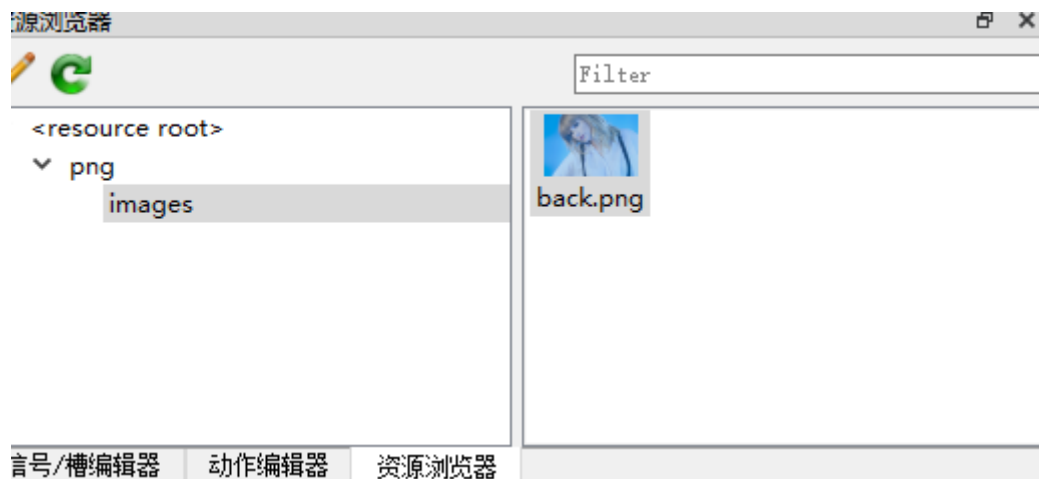 资源浏览器
Filter
<resource root>
png
images
back.png
信号/槽编辑器 动作编辑器 资源浏览器